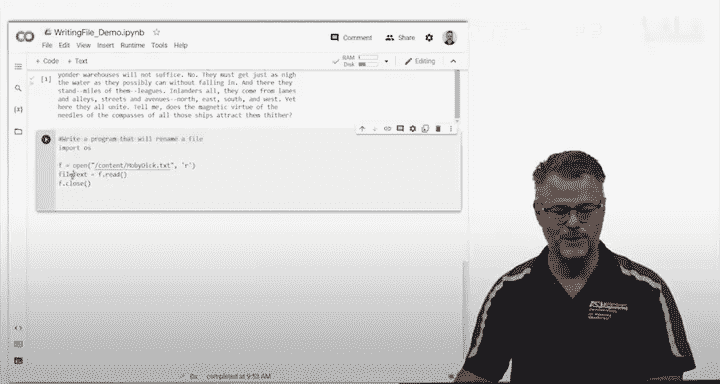 WritingFile_Demo.ipynb
File Edit View Insert Runtime Tools Help
Comment
Share
+ Code + Text
RAM
Disk
Editing
[1]
yonder warehouses will not suffice. No. They must get just as nigh
the water as they possibly can without falling in. And there they
stand--miles of them--leagues. Inlanders all, they come from lanes
and alleys, streets and avenues--north, east, south, and west. Yet
here they all unite. Tell me, does the magnetic virtue of the
needles of the compasses of all those ships attract them thither?
#Write a program that will rename a file
import os
f = open("/content/MobyDick.txt", 'r')
fileText = f.read()
f.close()
0s completed at 9:53 AM